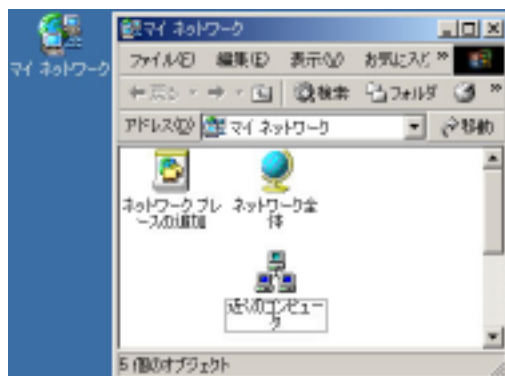 マイ ネットワーク
マイ ネットワーク
ファイル(F) 編集(E) 表示(V) お気に入り »
戻る 検索 フォルダ »
アドレス(D) マイ ネットワーク 移動
ネットワーク プレ
ースの追加
ネットワーク全
体
近くのコンピュー
タ
5 個のオブジェクト